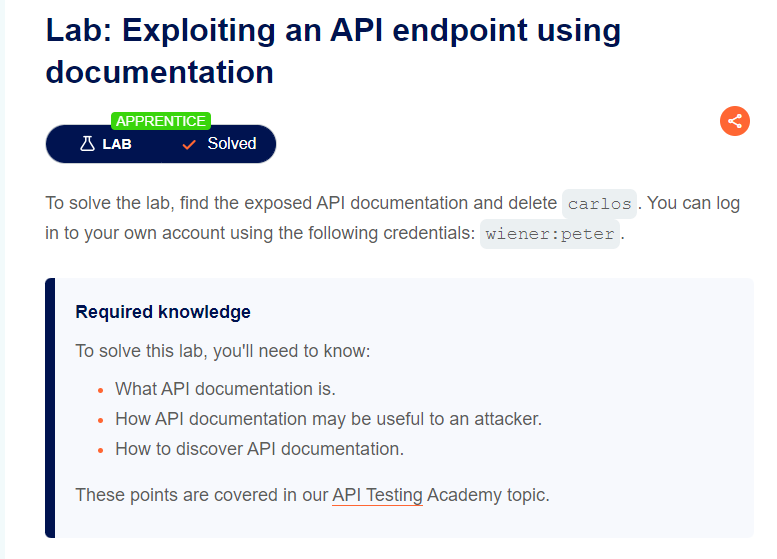 Lab: Exploiting an API endpoint using
documentation
APPRENTICE
LAB
Solved
To solve the lab, find the exposed API documentation and delete carlos. You can log
in to your own account using the following credentials: wiener:peter.
Required knowledge
To solve this lab, you'll need to know:
• What API documentation is.
• How API documentation may be useful to an attacker.
• How to discover API documentation.
These points are covered in our API Testing Academy topic.